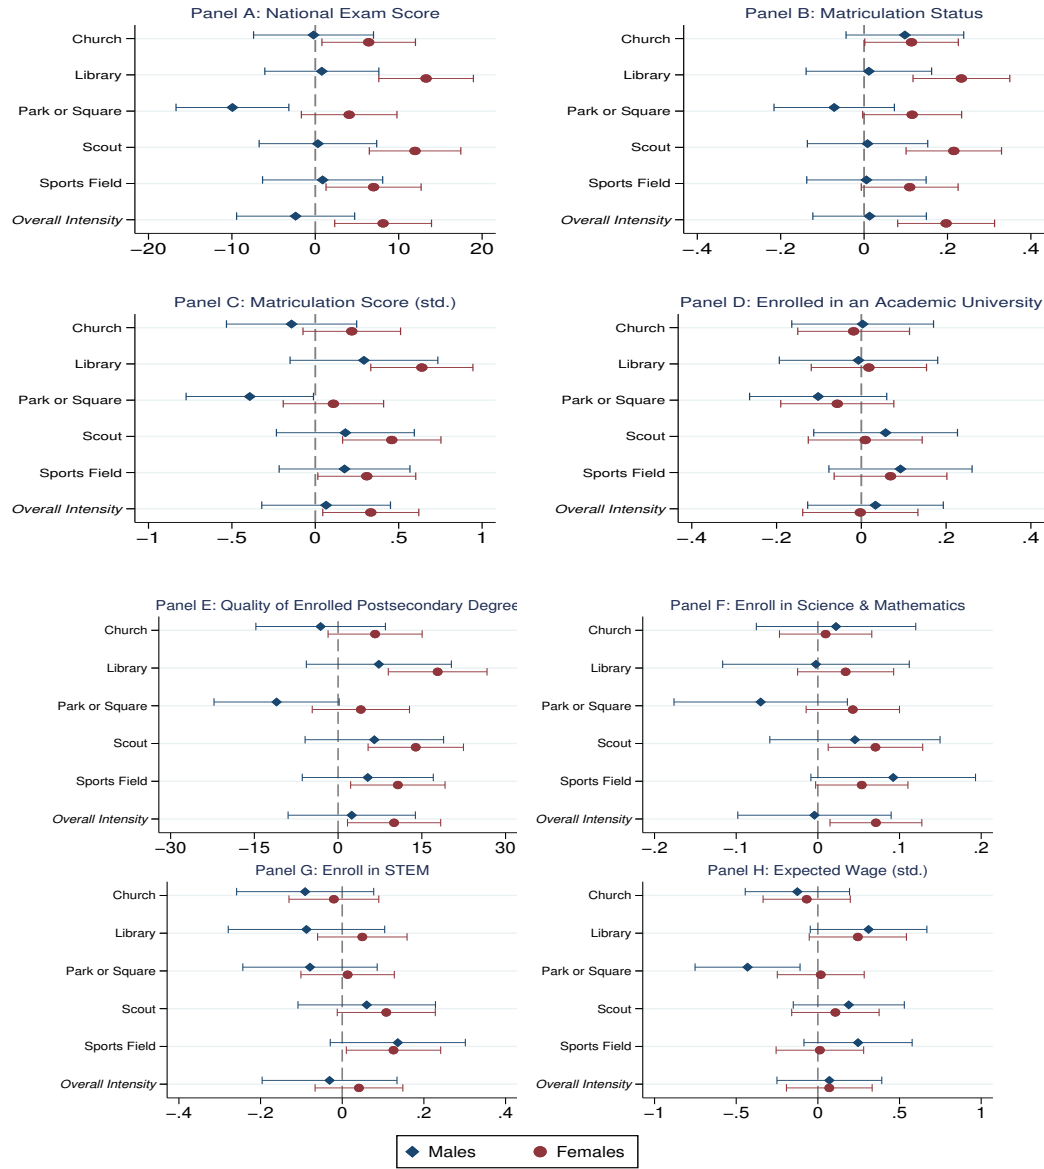 Panel A: National Exam Score
Church
Library
Park or Square
Scout
Sports Field
Overall Intensity
−20 −10 0 10 20
Panel B: Matriculation Status
Church
Library
Park or Square
Scout
Sports Field
Overall Intensity
−.4 −.2 0 .2 .4
Panel C: Matriculation Score (std.)
Church
Library
Park or Square
Scout
Sports Field
Overall Intensity
−1 −.5 0 .5 1
Panel D: Enrolled in an Academic University
Church
Library
Park or Square
Scout
Sports Field
Overall Intensity
−.4 −.2 0 .2 .4
Panel E: Quality of Enrolled Postsecondary Degree
Church
Library
Park or Square
Scout
Sports Field
Overall Intensity
−30 −15 0 15 30
Panel F: Enroll in Science & Mathematics
Church
Library
Park or Square
Scout
Sports Field
Overall Intensity
−.2 −.1 0 .1 .2
Panel G: Enroll in STEM
Church
Library
Park or Square
Scout
Sports Field
Overall Intensity
−.4 −.2 0 .2 .4
Panel H: Expected Wage (std.)
Church
Library
Park or Square
Scout
Sports Field
Overall Intensity
−1 −.5 0 .5 1
Males Females